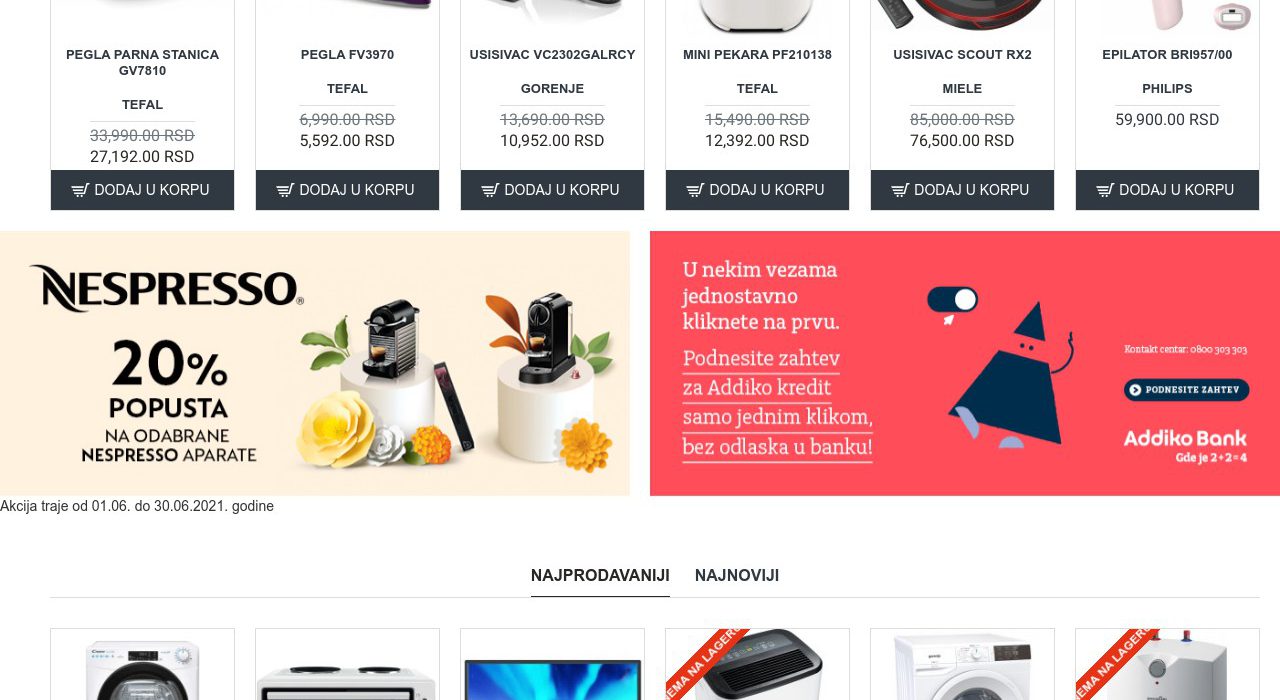 PEGLA PARNA STANICA
GV7810
TEFAL
33,990.00 RSD
27,192.00 RSD
DODAJ U KORPU
PEGLA FV3970
TEFAL
6,990.00 RSD
5,592.00 RSD
DODAJ U KORPU
USISIVAC VC2302GALRCY
GORENJE
13,690.00 RSD
10,952.00 RSD
DODAJ U KORPU
MINI PEKARA PF210138
TEFAL
15,490.00 RSD
12,392.00 RSD
DODAJ U KORPU
USISIVAC SCOUT RX2
MIELE
85,000.00 RSD
76,500.00 RSD
DODAJ U KORPU
EPILATOR BRI957/00
PHILIPS
59,900.00 RSD
DODAJ U KORPU
NESPRESSO®
20%
POPUSTA
NA ODABRANE
NESPRESSO APARATE
U nekim vezama
jednostavno
kliknete na prvu.
Podnesite zahtev
za Addiko kredit
samo jednim klikom,
bez odlaska u banku!
Kontakt centar: 0800 303 303
PODNESITE ZAHTEV
Addiko Bank
Gde je 2+2=4
Akcija traje od 01.06. do 30.06.2021. godine
NAJPRODAVANIJI
NAJNOVIJI
NEMA NA LAGERU
NEMA NA LAGERU